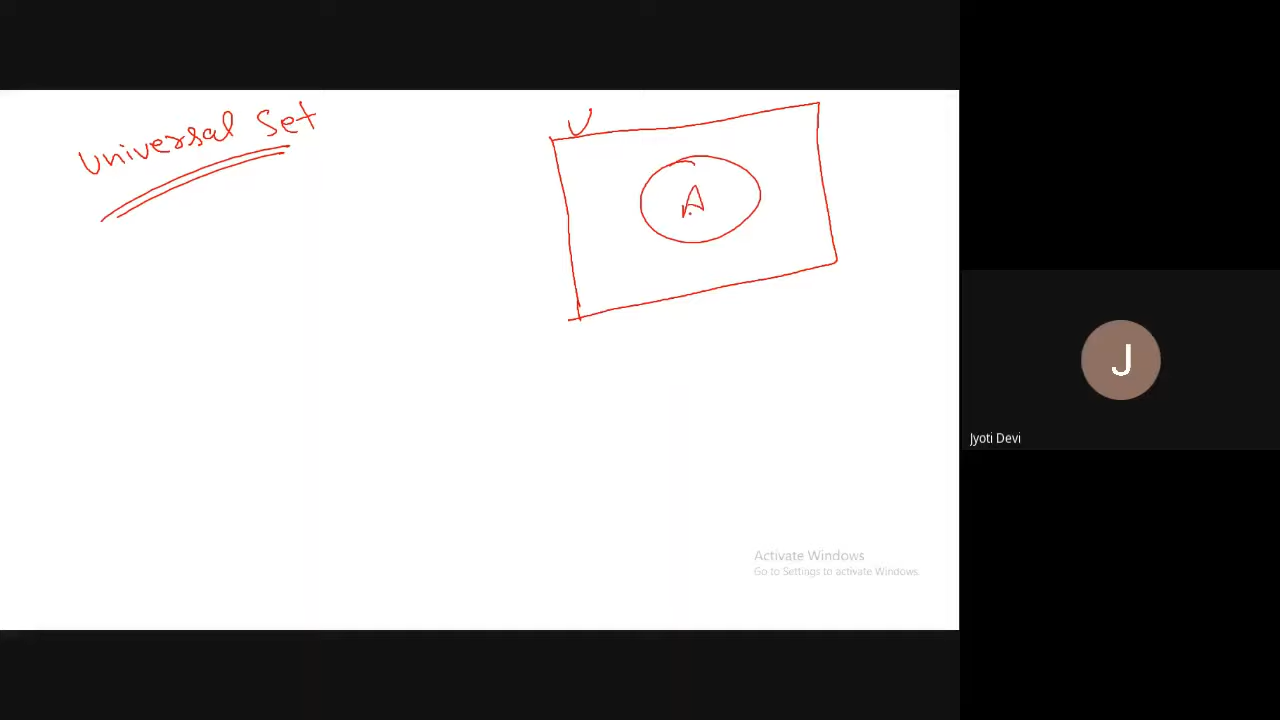 Universal Set
U
A
Activate Windows
Go to Settings to activate Windows.
J
Jyoti Devi